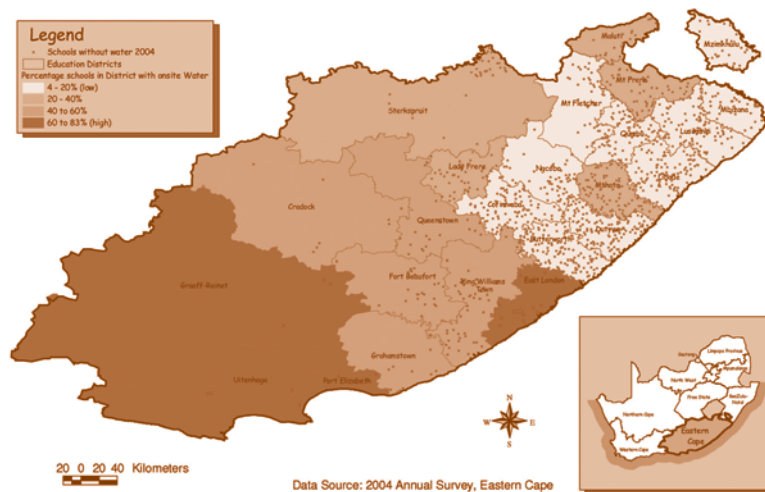 Legend
Schools without water 2004
Education Districts
Percentage schools in District with onsite Water
4 - 20% (low)
20 - 40%
40 to 60%
60 to 83% (high)
Maluti
Mzimkhulu
Mt Frere
Mt Fletcher
Sterkspruit
Qumbu
Lusikisiki
Lady Frere
Ngcobo
Mthatha
Libode
Cofimvaba
Cradock
Queenstown
Dutywa
Butterworth
Fort Beaufort
King Williams
Town
East London
Graaff-Reinet
Grahamstown
Uitenhage
Port Elizabeth
N
W
E
S
20 0 20 40 Kilometers
Data Source: 2004 Annual Survey, Eastern Cape
Limpopo Province
North West
Free State
Northern Cape
Eastern
Cape
Western Cape